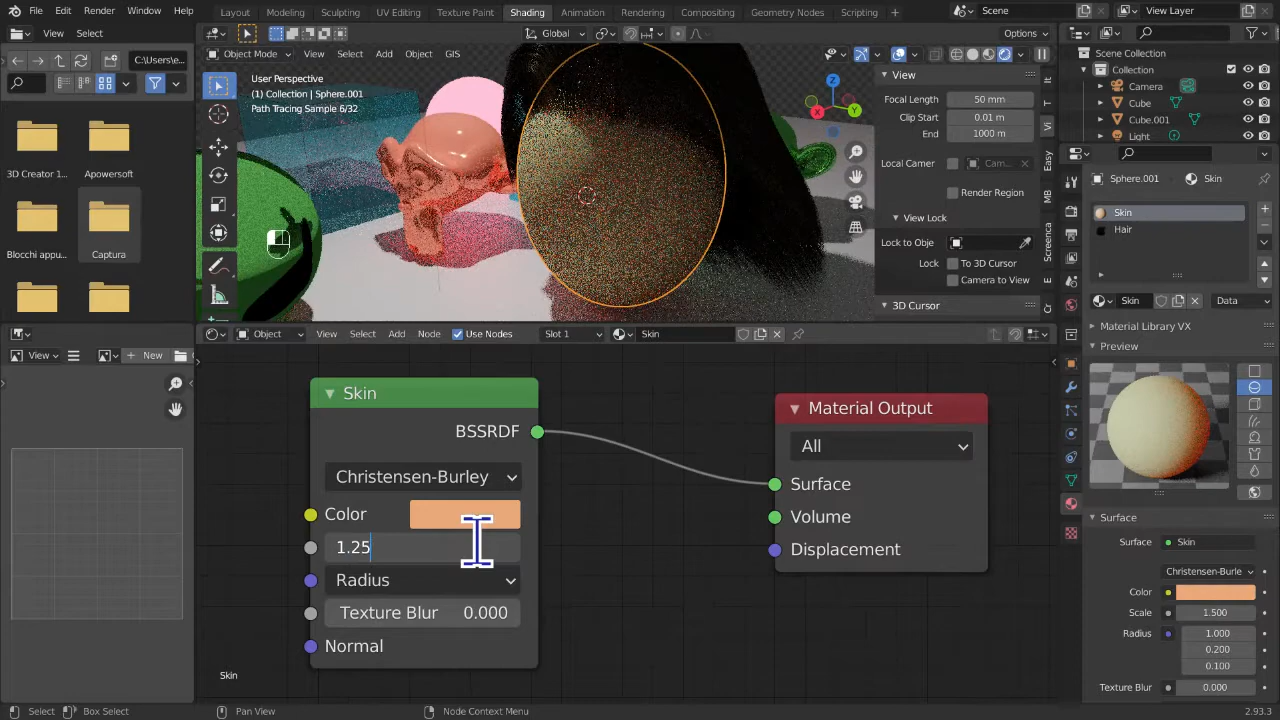 File Edit Render Window Help
Layout Modeling Sculpting UV Editing Texture Paint Shading Animation Rendering Compositing Geometry Nodes Scripting
Scene
View Layer
View Select
C:\Users\e...
3D Creator 1...
Apowersoft
Blocchi appu...
Captura
Global
Options
Object Mode
View Select Add Object GIS
User Perspective
(1) Collection | Sphere.001
Path Tracing Sample 6/32
X
Y
Z
View
Focal Length
50 mm
Clip Start
0.01 m
End
1000 m
Local Camer
Cam...
Render Region
View Lock
Lock to Obje
Lock
To 3D Cursor
Camera to View
3D Cursor
It
T
Vi
Easy
MB
Screenca
E
Cr
Scene Collection
Collection
Camera
Cube
Cube.001
Light
Sphere.001
Skin
Skin
Hair
Skin
Data
Material Library VX
Preview
Surface
Surface
Skin
Christensen-Burle
Color
Scale
1.500
Radius
1.000
0.200
0.100
Texture Blur
0.000
View
New
Object
View Select Add Node
Use Nodes
Slot 1
Skin
Skin
BSSRDF
Christensen-Burley
Color
1.25
Radius
Texture Blur 0.000
Normal
Material Output
All
Surface
Volume
Displacement
Skin
Select
Box Select
Pan View
Node Context Menu
2.93.3